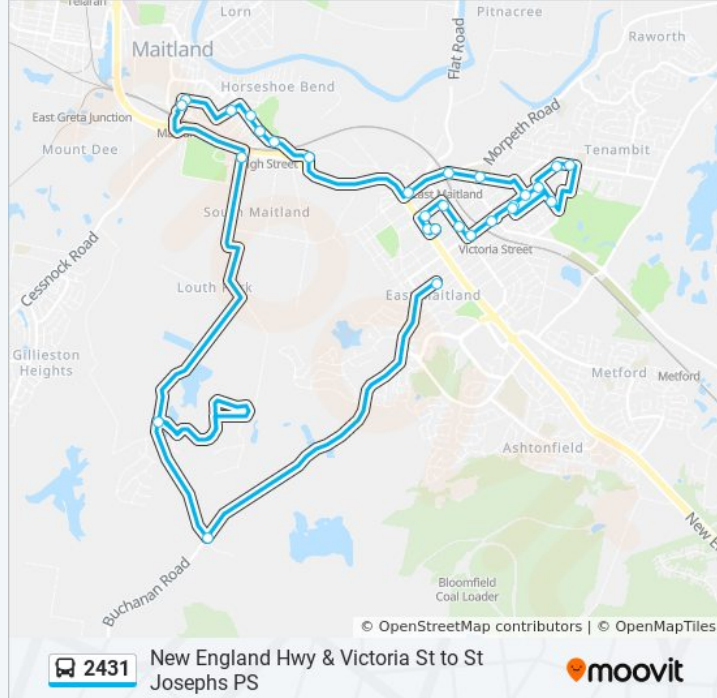 Telarah
Lorn
Pitnacree
Maitland
Raworth
Flat Road
Horseshoe Bend
Morpeth Road
East Greta Junction
Mount Dee
High Street
Tenambit
East Maitland
South Maitland
Victoria Street
Cessnock Road
Louth Park
East Maitland
Gillieston
Heights
Metford
Metford
Ashtonfield
New E
Buchanan Road
Bloomfield
Coal Loader
© OpenStreetMap contributors | © OpenMapTiles
2431
New England Hwy & Victoria St to St
Josephs PS
moovit